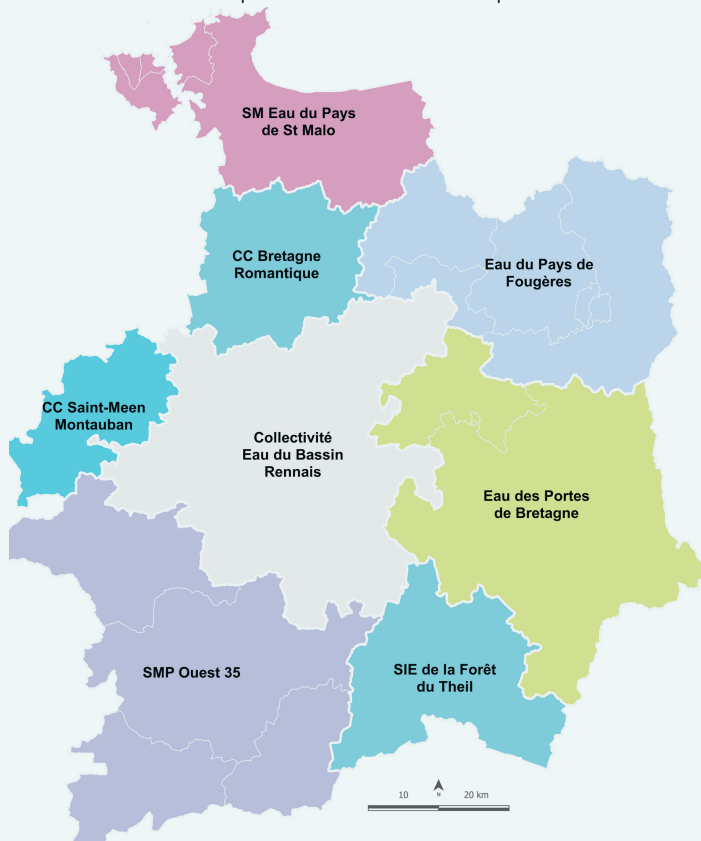 SM Eau du Pays
de St Malo
CC Bretagne
Romantique
Eau du Pays de
Fougères
CC Saint-Meen
Montauban
Collectivité
Eau du Bassin
Rennais
Eau des Portes
de Bretagne
SMP Ouest 35
SIE de la Forêt
du Theil
10 N 20 km